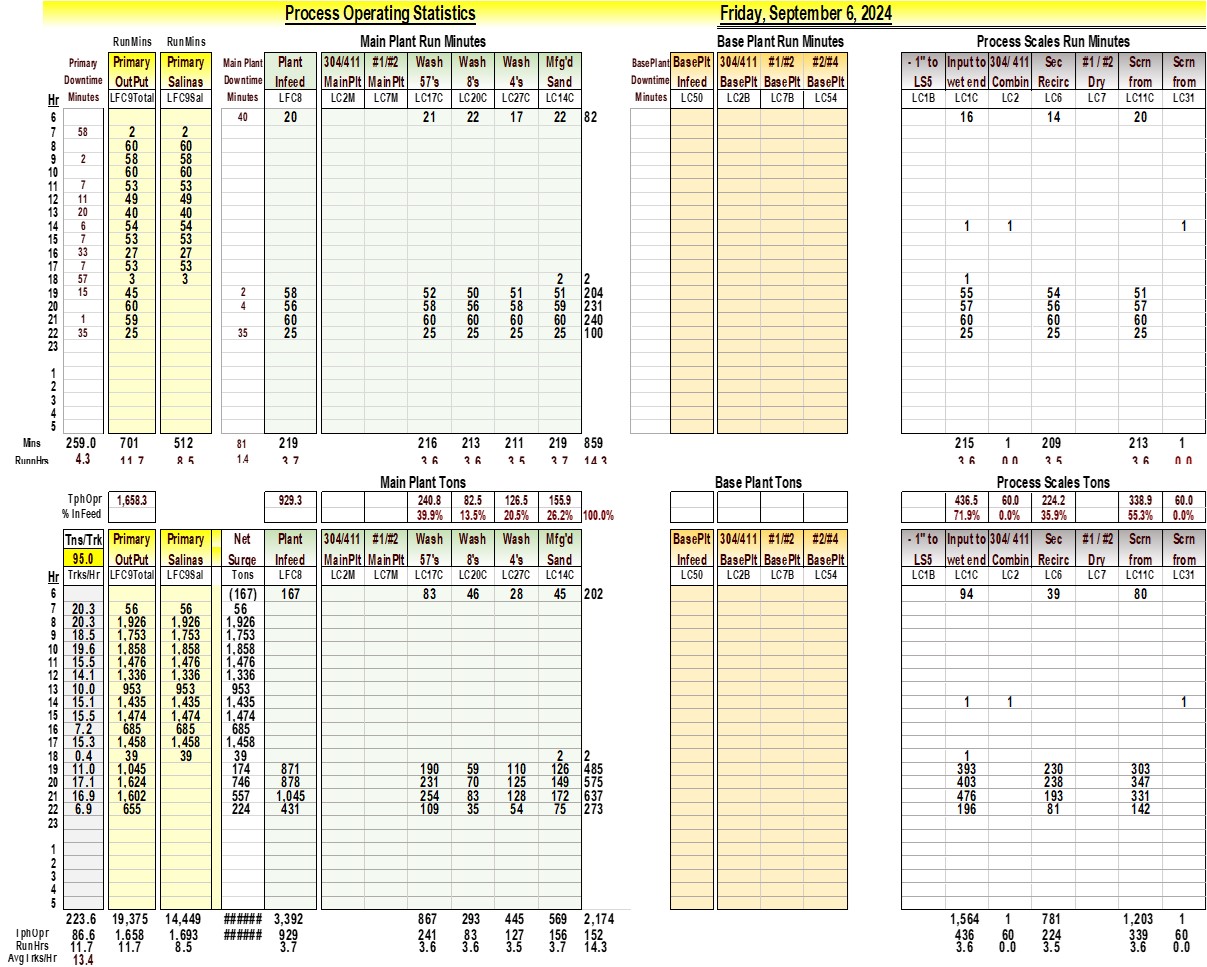 Process Operating Statistics Friday, September 6, 2024
RunMins RunMins Main Plant Run Minutes Base Plant Run Minutes Process Scales Run Minutes
Primary Primary Primary Main Plant Plant 304/411 #1/#2 Wash Wash Wash Mfg'd BasePlant BasePlt 304/411 #1/#2 #2/#4 - 1" to Input to 304/ 411 Sec #1 / #2 Scrn Scrn
Downtime OutPut Salinas Downtime Infeed MainPlt MainPlt 57's 8's 4's Sand Downtime Infeed BasePlt BasePlt BasePlt LS5 wet end Combin Recirc Dry from from
Hr Minutes LFC9Total LFC9Sal Minutes LFC8 LC2M LC7M LC17C LC20C LC27C LC14C Minutes LC50 LC2B LC7B LC54 LC1B LC1C LC2 LC6 LC7 LC11C LC31
6 40 20 21 22 17 22 82 16 14 20
7 58 2 2
8 60 60
9 2 58 58
10 60 60
11 7 53 53
12 11 49 49
13 20 40 40
14 6 54 54 1 1 1
15 7 53 53
16 33 27 27
17 7 53 53
18 57 3 3 2 2 1
19 15 45 2 58 52 50 51 51 204 55 54 51
20 60 4 56 58 56 58 59 231 57 56 57
21 1 59 60 60 60 60 60 240 60 60 60
22 35 25 35 25 25 25 25 25 100 25 25 25
23
1
2
3
4
5
Mins 259.0 701 512 81 219 216 213 211 219 859 215 1 209 213 1
RunnHrs 4.3 11.7 8.5 1.4 3.7 3.6 3.6 3.5 3.7 14.3 3.6 0.0 3.5 3.6 0.0
Main Plant Tons Base Plant Tons Process Scales Tons
TphOpr 1,658.3 929.3 240.8 82.5 126.5 155.9 436.5 60.0 224.2 338.9 60.0
% InFeed 39.9% 13.5% 20.5% 26.2% 100.0% 71.9% 0.0% 35.9% 55.3% 0.0%
Tns/Trk Primary Primary Net Plant 304/411 #1/#2 Wash Wash Wash Mfg'd BasePlt 304/411 #1/#2 #2/#4 - 1" to Input to 304/ 411 Sec #1 / #2 Scrn Scrn
95.0 OutPut Salinas Surge Infeed MainPlt MainPlt 57's 8's 4's Sand Infeed BasePlt BasePlt BasePlt LS5 wet end Combin Recirc Dry from from
Hr Trks/Hr LFC9Total LFC9Sal Tons LFC8 LC2M LC7M LC17C LC20C LC27C LC14C LC50 LC2B LC7B LC54 LC1B LC1C LC2 LC6 LC7 LC11C LC31
6 (167) 167 83 46 28 45 202 94 39 80
7 20.3 56 56 56
8 20.3 1,926 1,926 1,926
9 18.5 1,753 1,753 1,753
10 19.6 1,858 1,858 1,858
11 15.5 1,476 1,476 1,476
12 14.1 1,336 1,336 1,336
13 10.0 953 953 953
14 15.1 1,435 1,435 1,435 1 1 1
15 15.5 1,474 1,474 1,474
16 7.2 685 685 685
17 15.3 1,458 1,458 1,458
18 0.4 39 39 39 2 2 1
19 11.0 1,045 174 871 190 59 110 126 485 393 230 303
20 17.1 1,624 746 878 231 70 125 149 575 403 238 347
21 16.9 1,602 557 1,045 254 83 128 172 637 476 193 331
22 6.9 655 224 431 109 35 54 75 273 196 81 142
23
1
2
3
4
5
223.6 19,375 14,449 ###### 3,392 867 293 445 569 2,174 1,564 1 781 1,203 1
TphOpr 86.6 1,658 1,693 ###### 929 241 83 127 156 152 436 60 224 339 60
RunHrs 11.7 11.7 8.5 3.7 3.6 3.6 3.5 3.7 14.3 3.6 0.0 3.5 3.6 0.0
AvgTrks/Hr 13.4